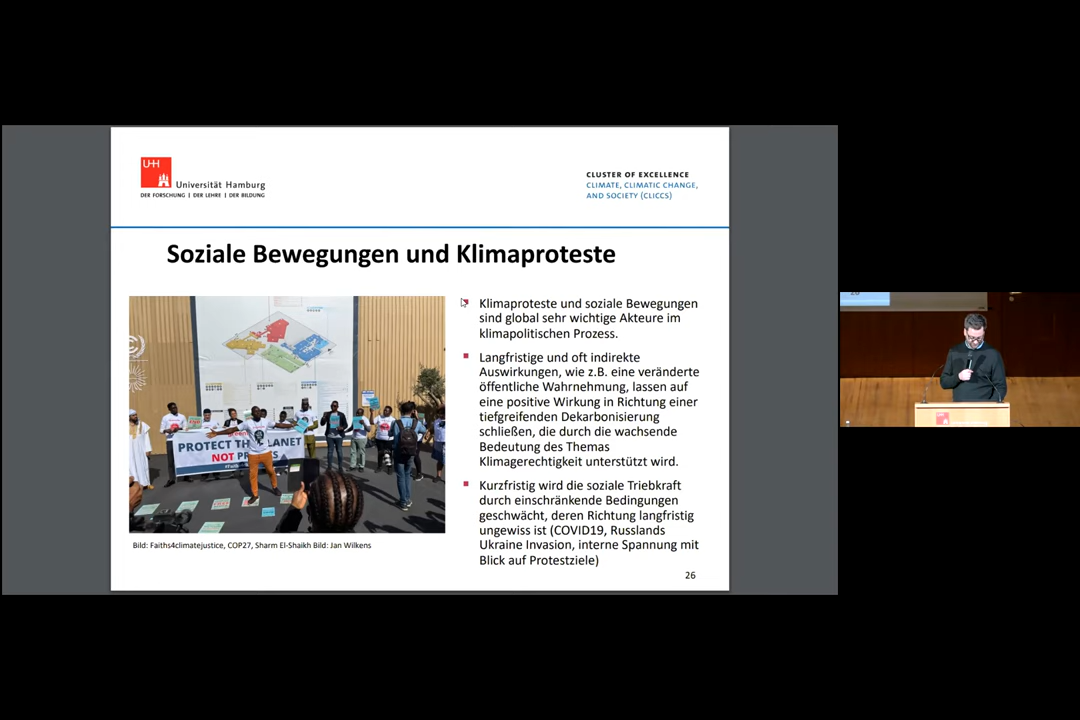 U+H
Universität Hamburg
DER FORSCHUNG | DER LEHRE | DER BILDUNG
CLUSTER OF EXCELLENCE
CLIMATE, CLIMATIC CHANGE,
AND SOCIETY (CLICCS)
Soziale Bewegungen und Klimaproteste
PROTECT THE PLANET
NOT
Bild: Faiths4climatejustice, COP27, Sharm El-Shaikh Bild: Jan Wilkens
Klimaproteste und soziale Bewegungen
sind global sehr wichtige Akteure im
klimapolitischen Prozess.
Langfristige und oft indirekte
Auswirkungen, wie z.B. eine veränderte
öffentliche Wahrnehmung, lassen auf
eine positive Wirkung in Richtung einer
tiefgreifenden Dekarbonisierung
schließen, die durch die wachsende
Bedeutung des Themas
Klimagerechtigkeit unterstützt wird.
Kurzfristig wird die soziale Triebkraft
durch einschränkende Bedingungen
geschwächt, deren Richtung langfristig
ungewiss ist (COVID19, Russlands
Ukraine Invasion, interne Spannung mit
Blick auf Protestziele)
26